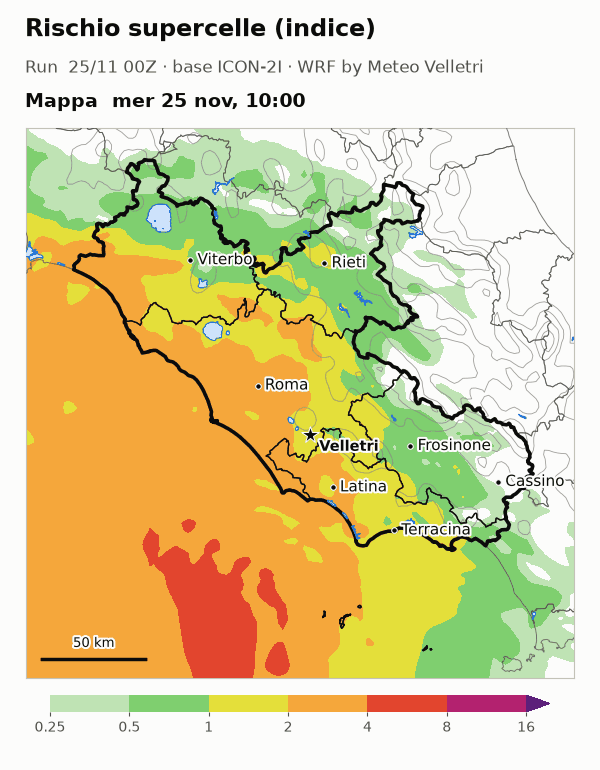 Rischio supercelle (indice)
Run  25/11 00Z · base ICON-2I · WRF by Meteo Velletri
Mappa  mer 25 nov, 10:00
Viterbo
Rieti
Roma
Velletri
Frosinone
Cassino
Latina
Terracina
50 km
0.25 0.5 1 2 4 8 16